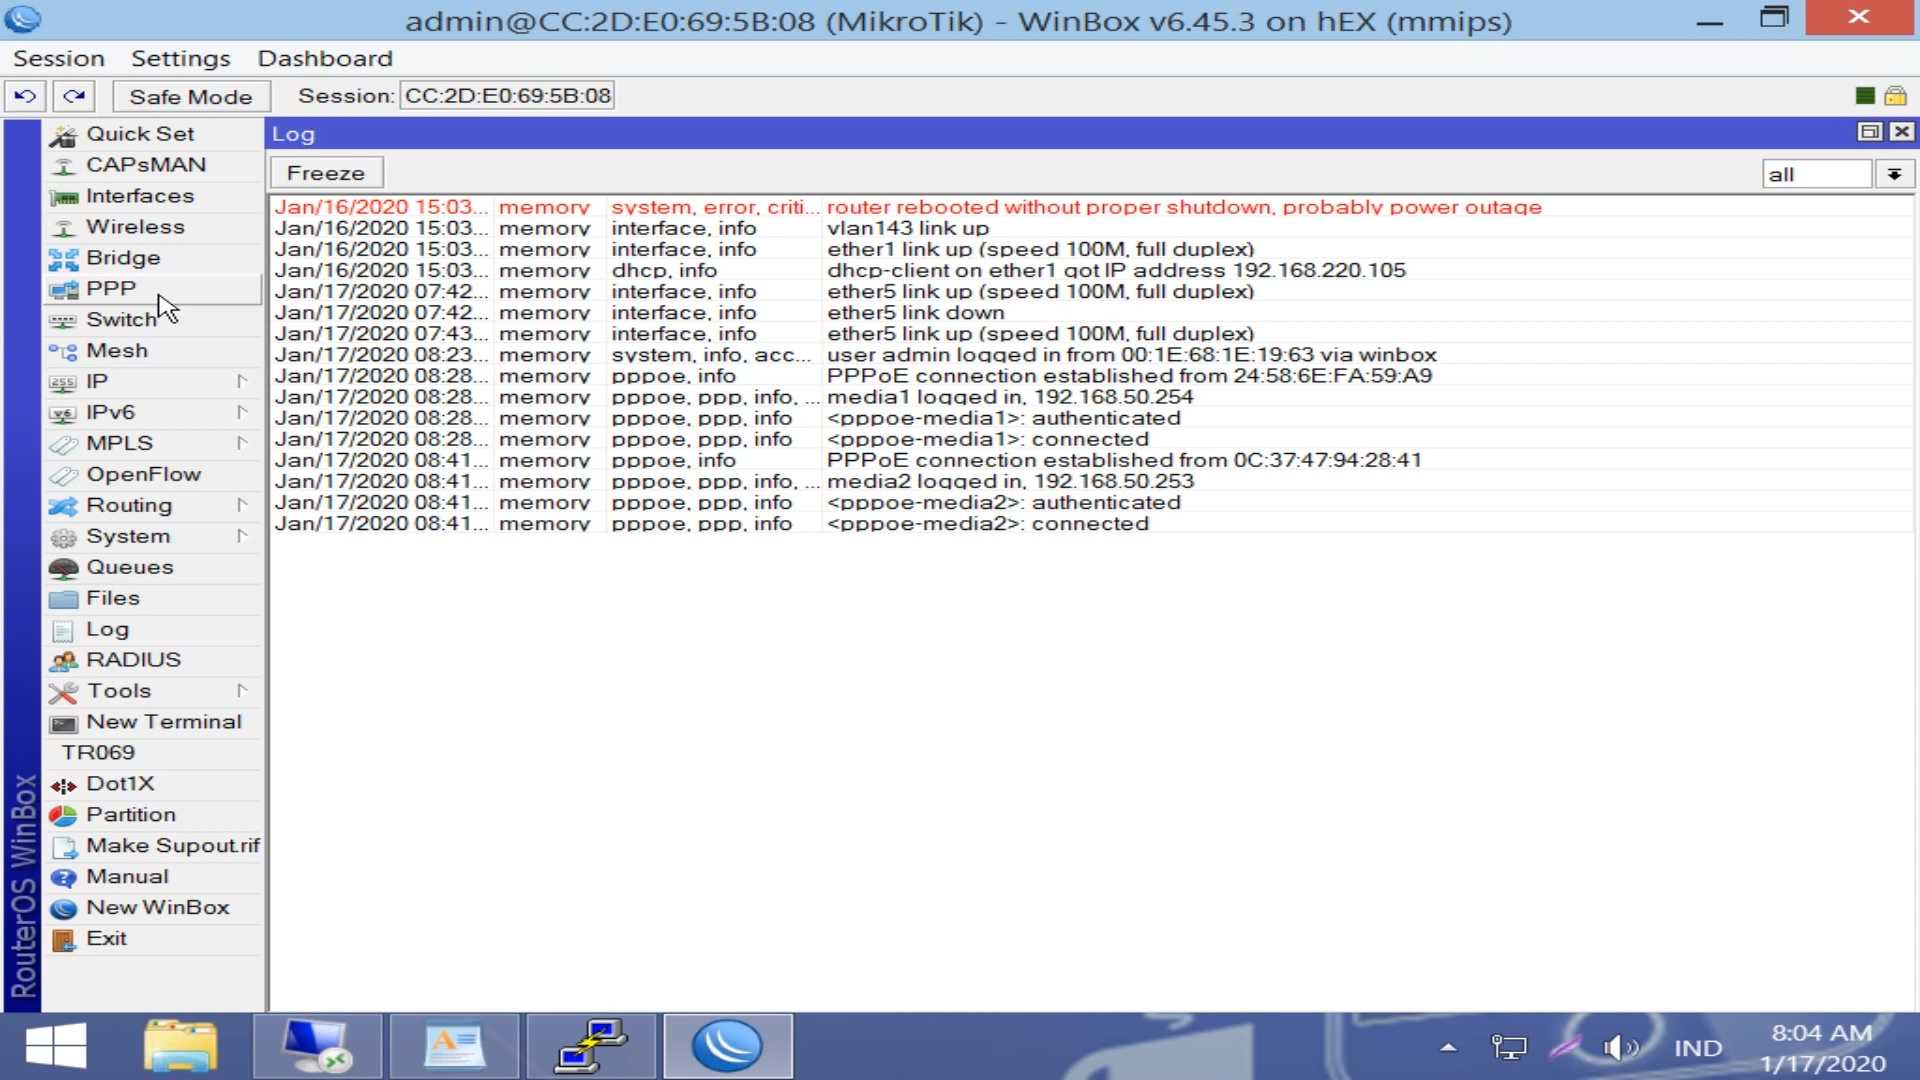 admin@CC:2D:E0:69:5B:08 (MikroTik) - WinBox v6.45.3 on hEX (mmips)
Session Settings Dashboard
Safe Mode Session: CC:2D:E0:69:5B:08
Quick Set
CAPsMAN
Interfaces
Wireless
Bridge
PPP
Switch
Mesh
IP
IPv6
MPLS
OpenFlow
Routing
System
Queues
Files
Log
RADIUS
Tools
New Terminal
TR069
Dot1X
Partition
Make Supout.rif
Manual
New WinBox
Exit
RouterOS WinBox
Log
Freeze all
Jan/16/2020 15:03... memory system, error, criti... router rebooted without proper shutdown, probably power outage
Jan/16/2020 15:03... memory interface, info vlan143 link up
Jan/16/2020 15:03... memory interface, info ether1 link up (speed 100M, full duplex)
Jan/16/2020 15:03... memory dhcp, info dhcp-client on ether1 got IP address 192.168.220.105
Jan/17/2020 07:42... memory interface, info ether5 link up (speed 100M, full duplex)
Jan/17/2020 07:42... memory interface, info ether5 link down
Jan/17/2020 07:43... memory interface, info ether5 link up (speed 100M, full duplex)
Jan/17/2020 08:23... memory system, info, acc... user admin logged in from 00:1E:68:1E:19:63 via winbox
Jan/17/2020 08:28... memory pppoe, info PPPoE connection established from 24:58:6E:FA:59:A9
Jan/17/2020 08:28... memory pppoe, ppp, info, ... media1 logged in, 192.168.50.254
Jan/17/2020 08:28... memory pppoe, ppp, info <pppoe-media1>: authenticated
Jan/17/2020 08:28... memory pppoe, ppp, info <pppoe-media1>: connected
Jan/17/2020 08:41... memory pppoe, info PPPoE connection established from 0C:37:47:94:28:41
Jan/17/2020 08:41... memory pppoe, ppp, info, ... media2 logged in, 192.168.50.253
Jan/17/2020 08:41... memory pppoe, ppp, info <pppoe-media2>: authenticated
Jan/17/2020 08:41... memory pppoe, ppp, info <pppoe-media2>: connected
IND
8:04 AM
1/17/2020